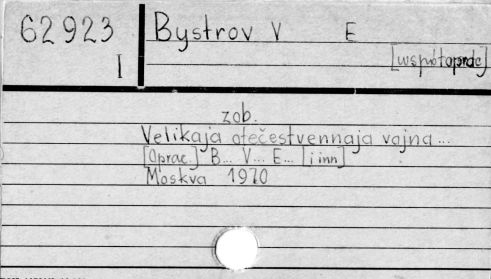 62923 Bystrov V E
I [współoprac]
zob.
Velikaja otečestvennaja vojna...
[Oprac.] B... V... E... [i inn]
Moskva 1970